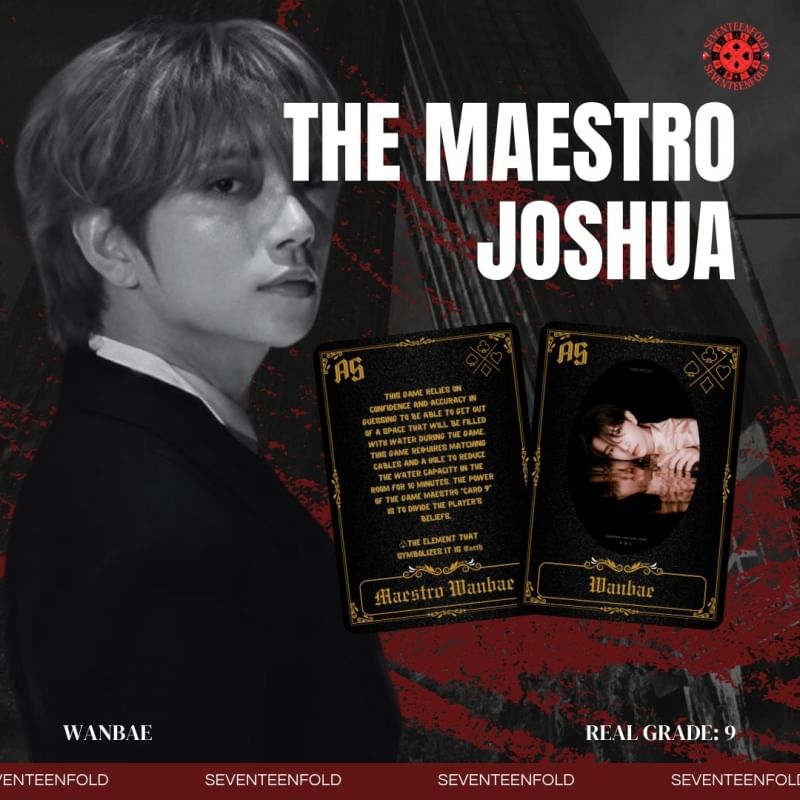 SEVENTEENFOLD
SEVENTEENFOLD
THE MAESTRO
JOSHUA
AS
THIS GAME RELIES ON
CONFIDENCE AND ACCURACY IN
GUESSING TO BE ABLE TO GET OUT
OF A SPACE THAT WILL BE FILLED
WITH WATER DURING THE GAME.
THIS GAME REQUIRES MATCHING
CABLES AND A HOLE TO REDUCE
THE WATER CAPACITY IN THE
ROOM FOR 10 MINUTES. THE POWER
OF THE GAME MAESTRO "CARD 9"
IS TO DIVIDE THE PLAYER'S
BELIEFS.
♤THE ELEMENT THAT
SYMBOLIZES IT IS Earth
Maestro Wanbae
AS
Wanbae
WANBAE
REAL GRADE: 9
VENTEENFOLD SEVENTEENFOLD SEVENTEENFOLD SEVENTEENFOLD